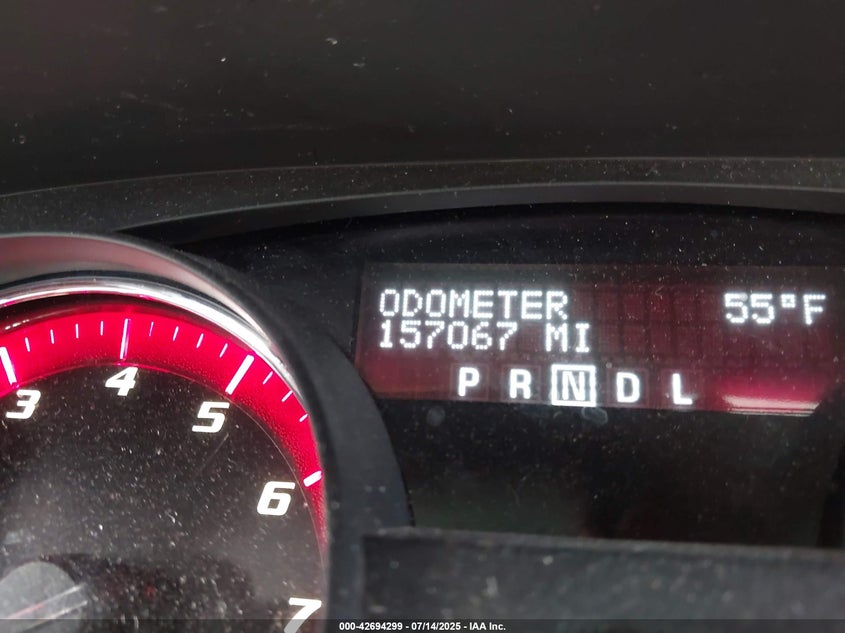 ODOMETER 55°F
157067 MI
P R N D L
3 4 5 6 7
000-42694299 - 07/14/2025 - IAA Inc.